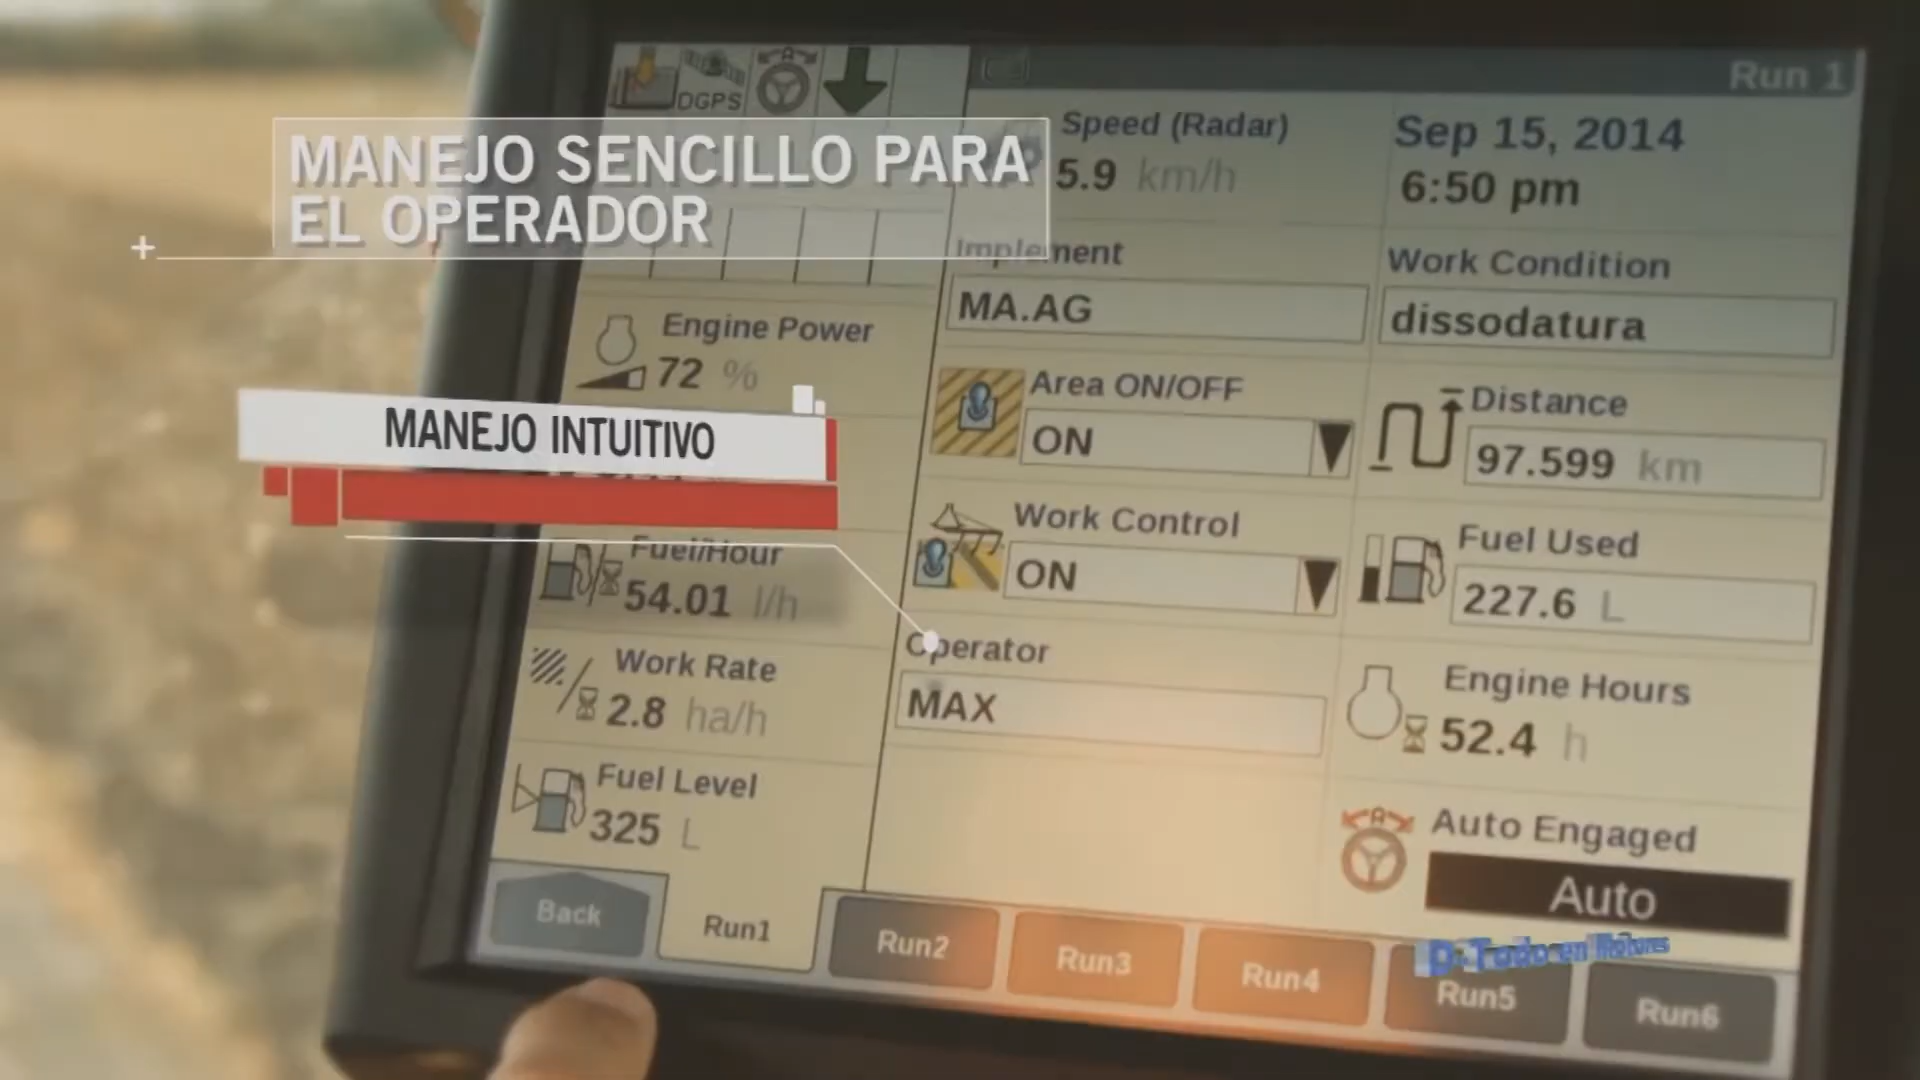 DGPS
Run 1
MANEJO SENCILLO PARA
EL OPERADOR
Speed (Radar)
5.9 km/h
Sep 15, 2014
6:50 pm
Implement
MA.AG
Work Condition
dissodatura
Engine Power
72 %
MANEJO INTUITIVO
Area ON/OFF
ON
Distance
97.599 km
Fuel/Hour
54.01 l/h
Work Control
ON
Fuel Used
227.6 L
Work Rate
2.8 ha/h
Operator
MAX
Engine Hours
52.4 h
Fuel Level
325 L
Auto Engaged
Auto
Back
Run1
Run2
Run3
Run4
Run5
Run6
D-Todo en Motores